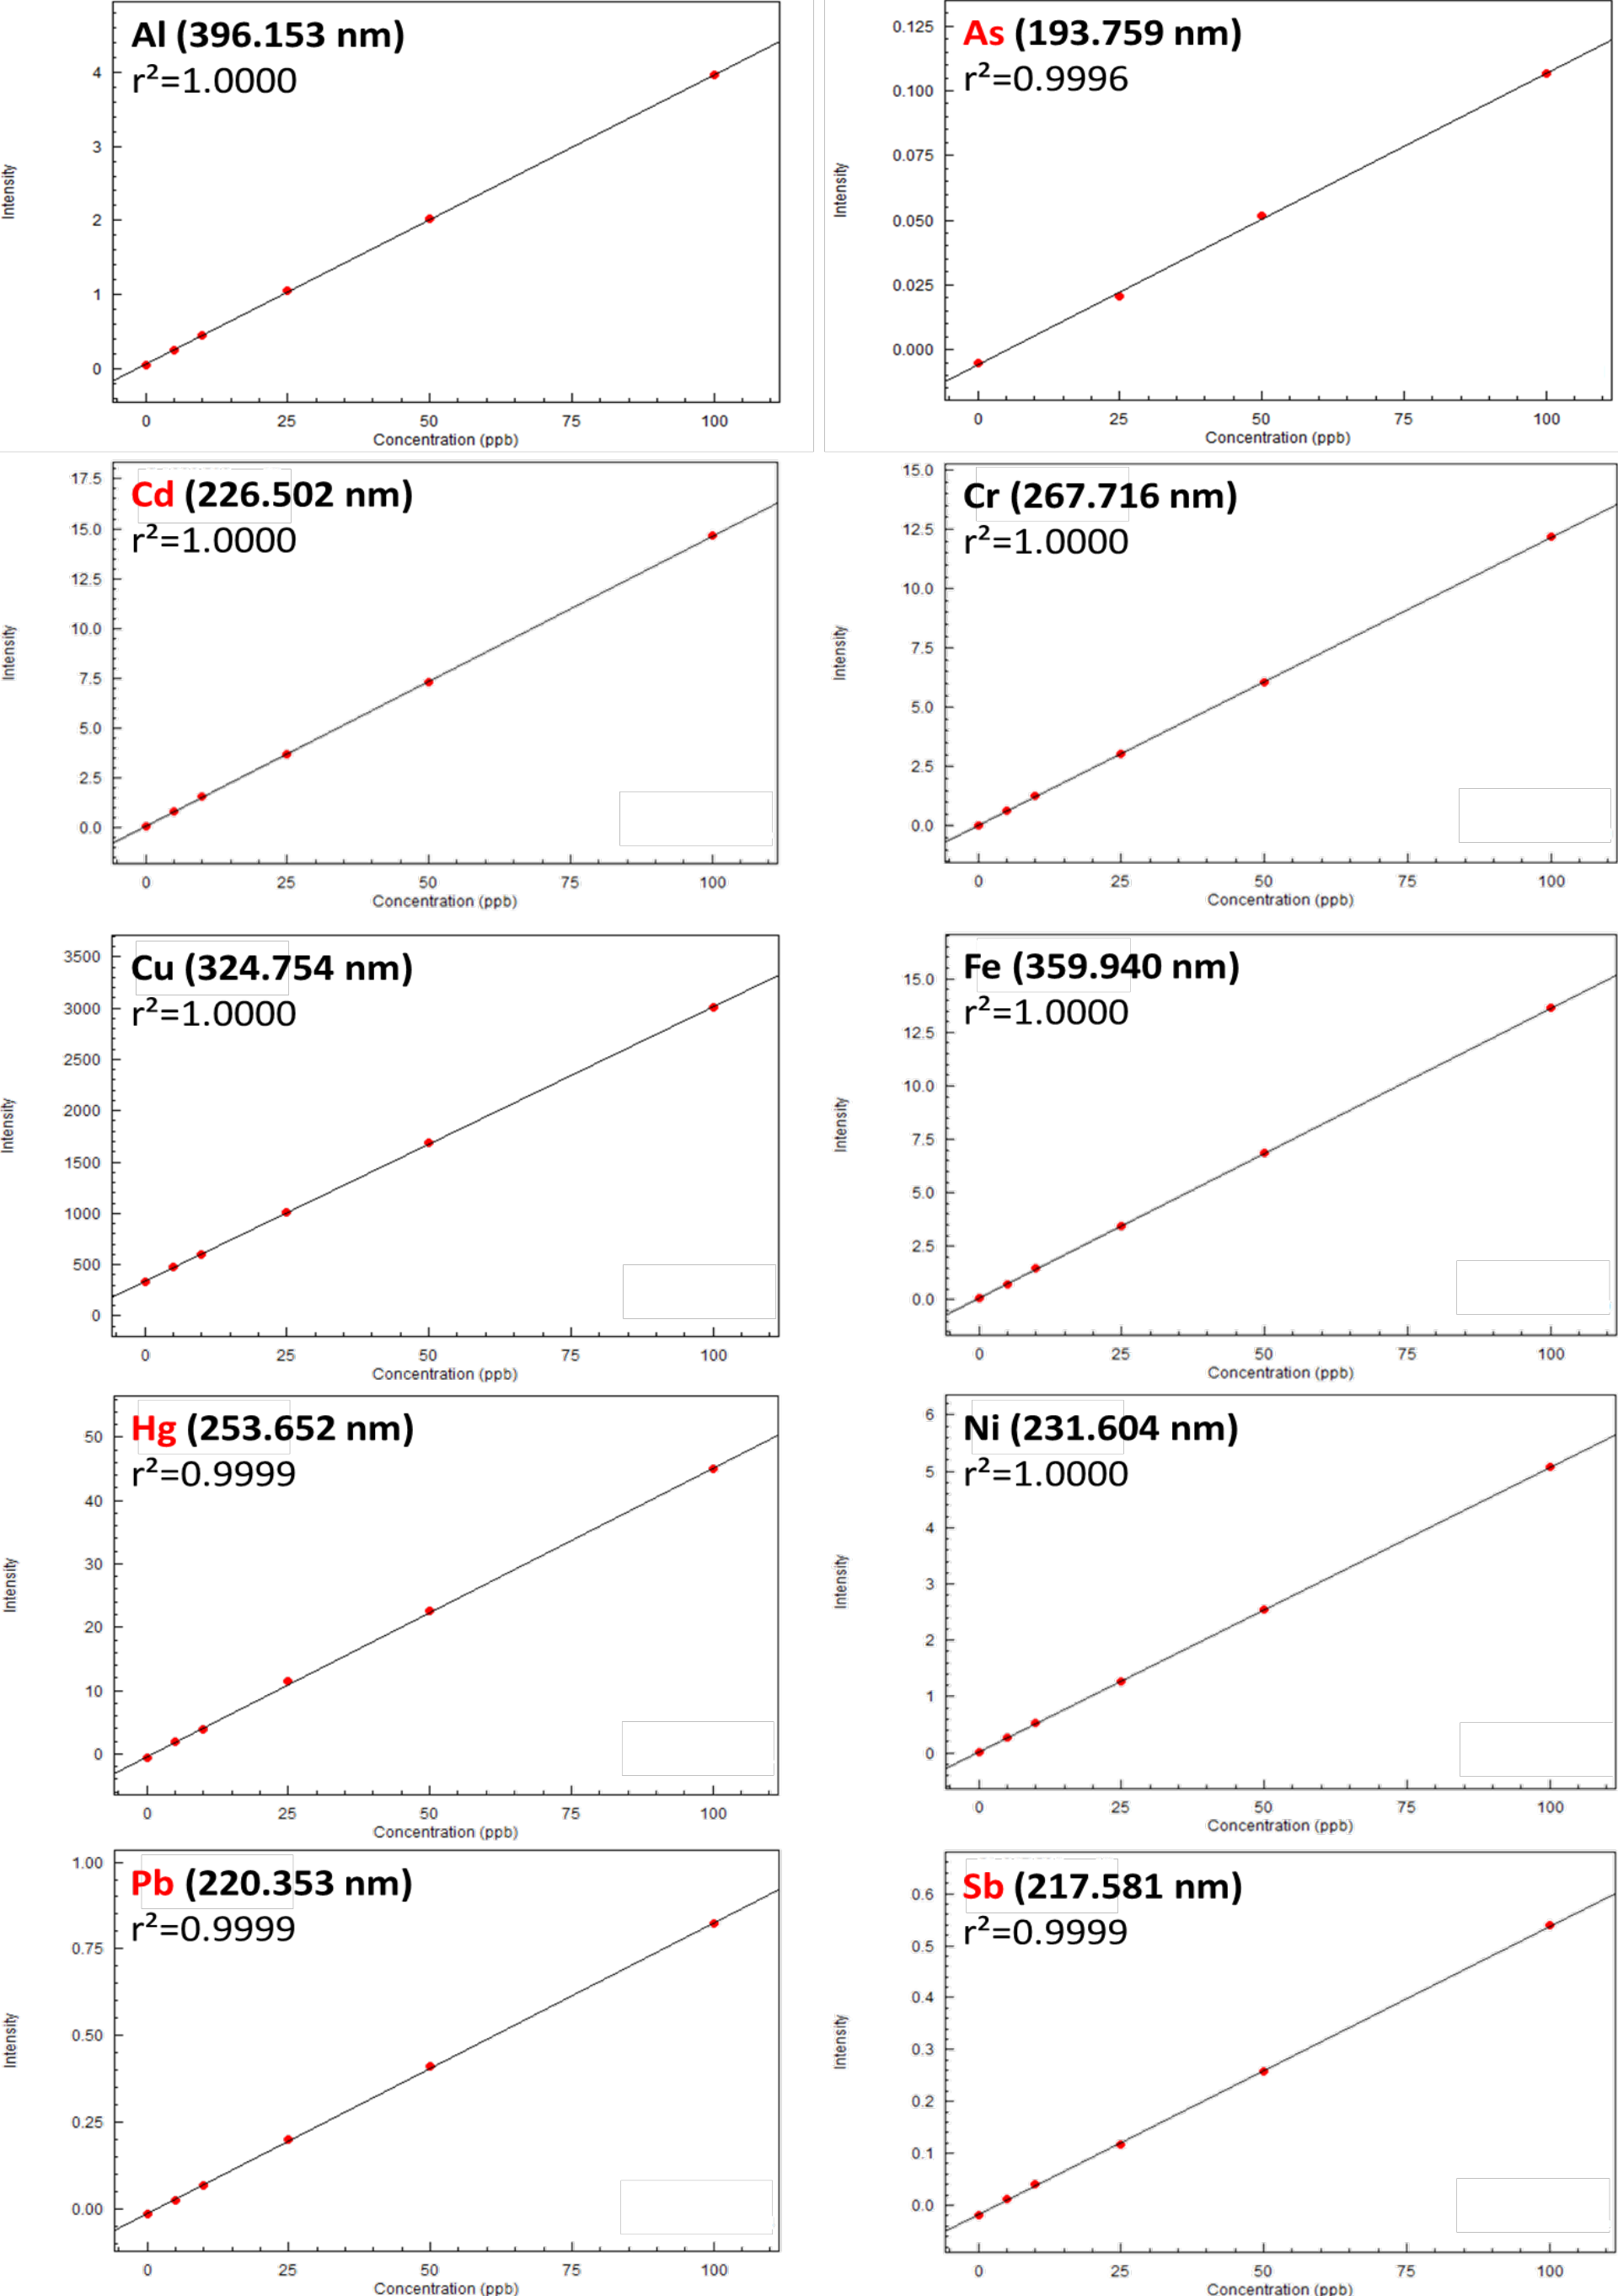 Al (396.153 nm)
r²=1.0000
4
3
2
1
0
Intensity
0 25 50 75 100
Concentration (ppb)
As (193.759 nm)
r²=0.9996
0.125
0.100
0.075
0.050
0.025
0.000
Intensity
0 25 50 75 100
Concentration (ppb)
Cd (226.502 nm)
r²=1.0000
17.5
15.0
12.5
10.0
7.5
5.0
2.5
0.0
Intensity
0 25 50 75 100
Concentration (ppb)
Cr (267.716 nm)
r²=1.0000
15.0
12.5
10.0
7.5
5.0
2.5
0.0
Intensity
0 25 50 75 100
Concentration (ppb)
Cu (324.754 nm)
r²=1.0000
3500
3000
2500
2000
1500
1000
500
0
Intensity
0 25 50 75 100
Concentration (ppb)
Fe (359.940 nm)
r²=1.0000
15.0
12.5
10.0
7.5
5.0
2.5
0.0
Intensity
0 25 50 75 100
Concentration (ppb)
Hg (253.652 nm)
r²=0.9999
50
40
30
20
10
0
Intensity
0 25 50 75 100
Concentration (ppb)
Ni (231.604 nm)
r²=1.0000
6
5
4
3
2
1
0
Intensity
0 25 50 75 100
Concentration (ppb)
Pb (220.353 nm)
r²=0.9999
1.00
0.75
0.50
0.25
0.00
Intensity
0 25 50 75 100
Concentration (ppb)
Sb (217.581 nm)
r²=0.9999
0.6
0.5
0.4
0.3
0.2
0.1
0.0
Intensity
0 25 50 75 100
Concentration (ppb)